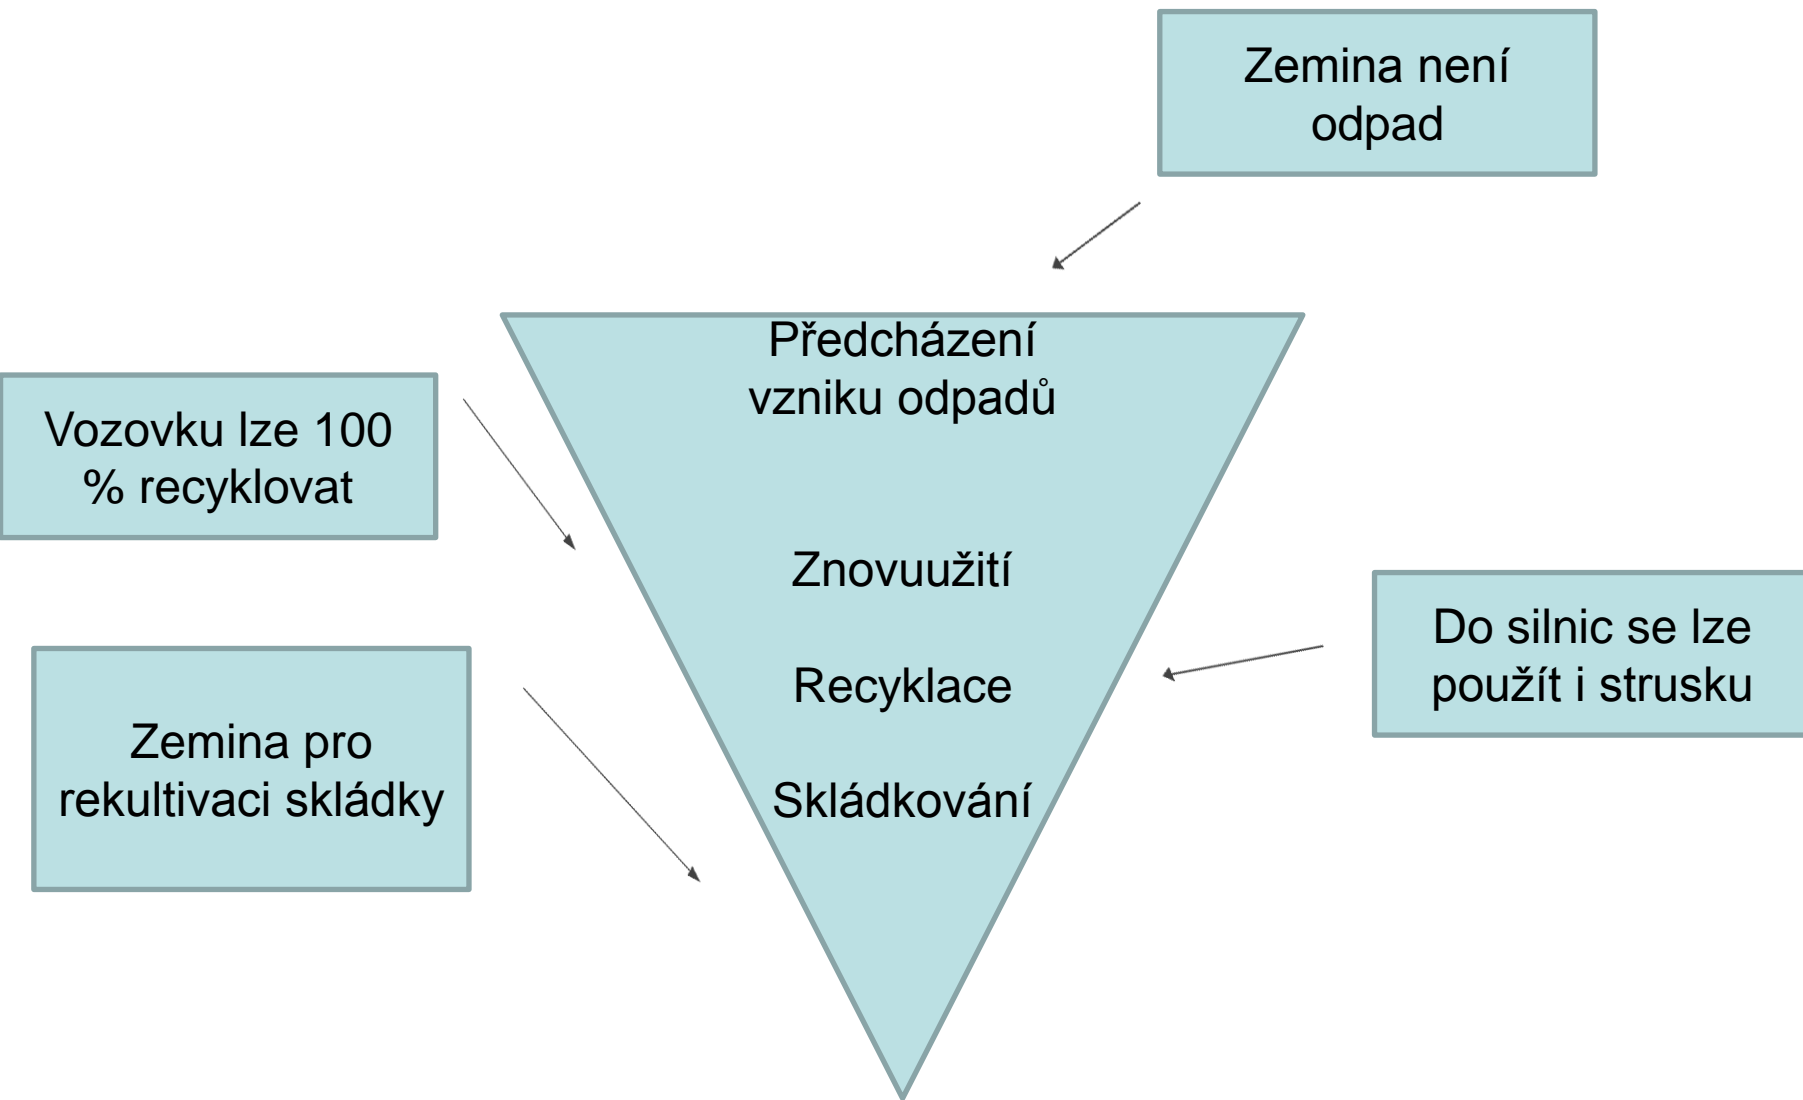 Zemina není
odpad
Předcházení
vzniku odpadů
Vozovku lze 100
% recyklovat
Znovuužití
Do silnic se lze
použít i strusku
Recyklace
Zemina pro
rekultivaci skládky
Skládkování